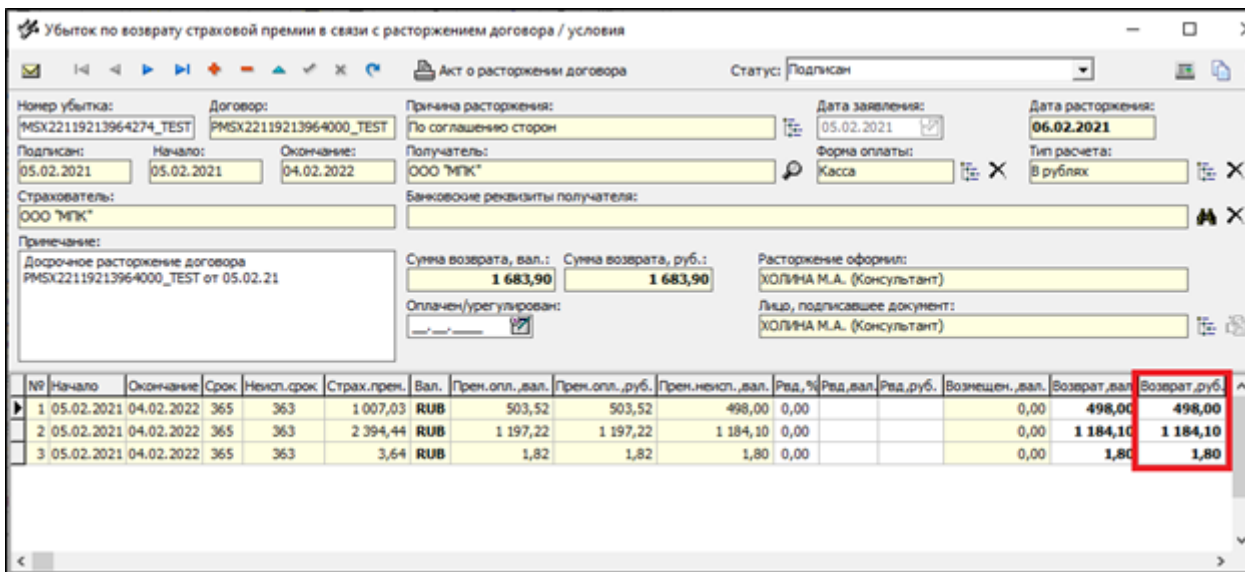 Убыток по возврату страховой премии в связи с расторжением договора / условия
Акт о расторжении договора Статус: Подписан
Номер убытка: Договор: Причина расторжения: Дата заявления: Дата расторжения:
MSX22119213964274_TEST PMSX22119213964000_TEST По соглашению сторон 05.02.2021 06.02.2021
Подписан: Начало: Окончание: Получатель: Форма оплаты: Тип расчета:
05.02.2021 05.02.2021 04.02.2022 ООО "МПК" Касса В рублях
Страхователь: Банковские реквизиты получателя:
ООО "МПК"
Примечание:
Досрочное расторжение договора
PMSX22119213964000_TEST от 05.02.21
Сумма возврата, вал.: Сумма возврата, руб.: Расторжение оформил:
1 683,90 1 683,90 ХОЛИНА М.А. (Консультант)
Оплачен/урегулирован: Лицо, подписавшее документ:
__.__.____ ХОЛИНА М.А. (Консультант)
№ Начало Окончание Срок Неисп.срок Страх.прем. Вал. Прем.опл.,вал. Прем.опл.,руб. Прем.неисп.,вал. Рвд,% Рвд,вал. Рвд,руб. Возмещен.,вал. Возврат,вал Возврат,руб.
1 05.02.2021 04.02.2022 365 363 1 007,03 RUB 503,52 503,52 498,00 0,00 0,00 498,00 498,00
2 05.02.2021 04.02.2022 365 363 2 394,44 RUB 1 197,22 1 197,22 1 184,10 0,00 0,00 1 184,10 1 184,10
3 05.02.2021 04.02.2022 365 363 3,64 RUB 1,82 1,82 1,80 0,00 0,00 1,80 1,80